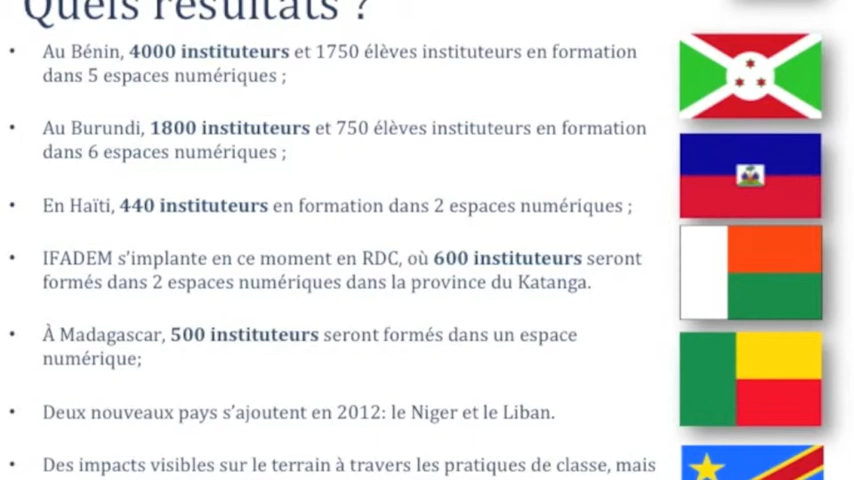 Quels résultats ?
• Au Bénin, 4000 instituteurs et 1750 élèves instituteurs en formation
dans 5 espaces numériques ;
• Au Burundi, 1800 instituteurs et 750 élèves instituteurs en formation
dans 6 espaces numériques ;
• En Haïti, 440 instituteurs en formation dans 2 espaces numériques ;
• IFADEM s’implante en ce moment en RDC, où 600 instituteurs seront
formés dans 2 espaces numériques dans la province du Katanga.
• À Madagascar, 500 instituteurs seront formés dans un espace
numérique;
• Deux nouveaux pays s’ajoutent en 2012: le Niger et le Liban.
• Des impacts visibles sur le terrain à travers les pratiques de classe, mais